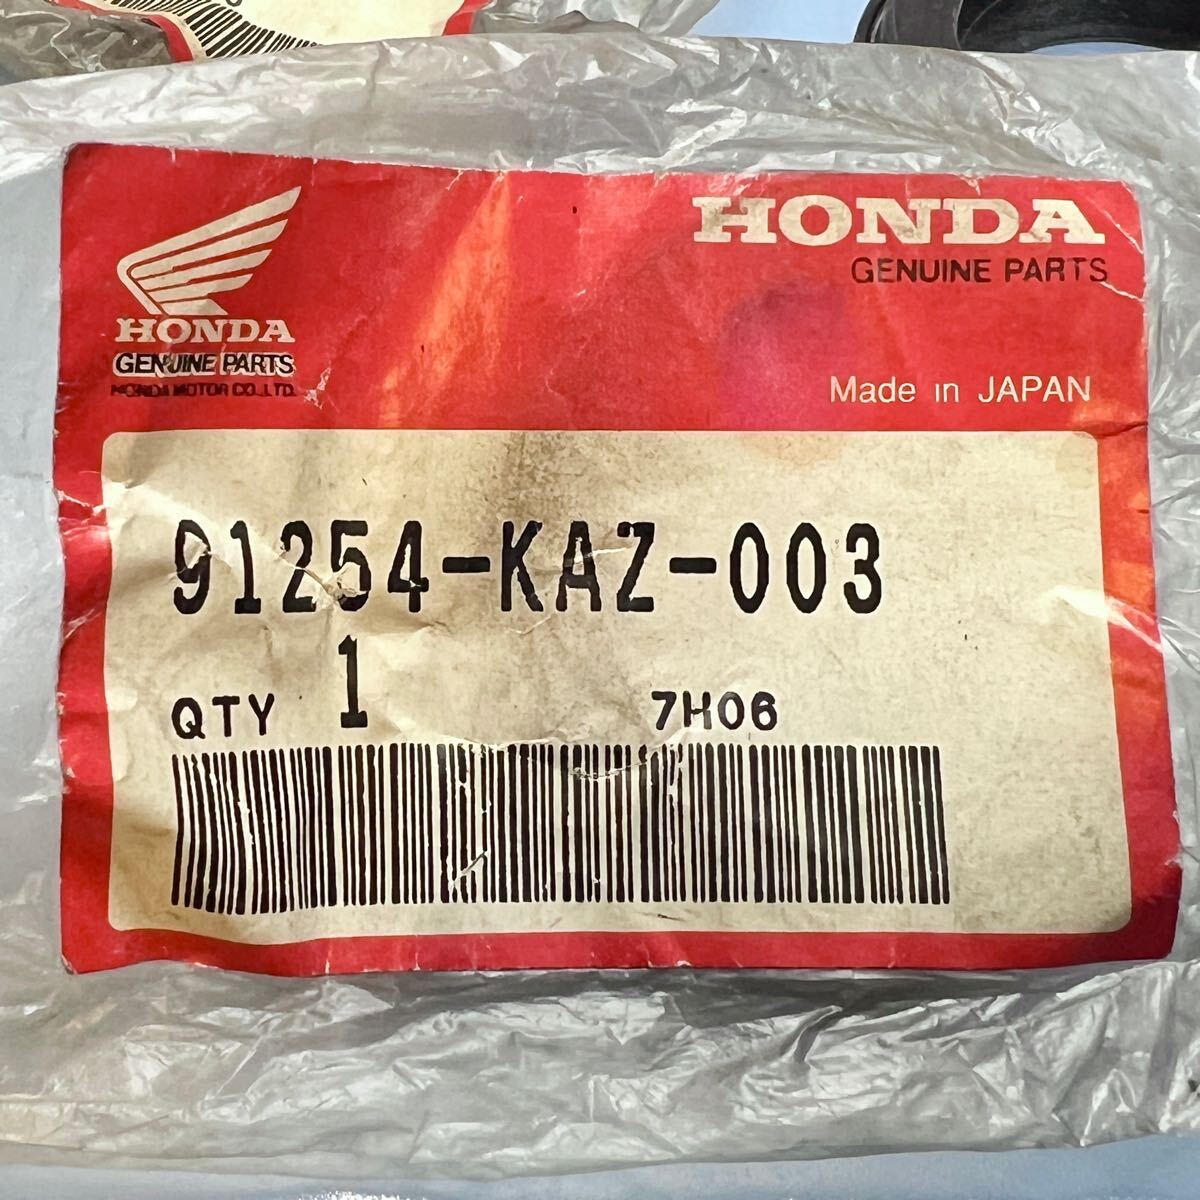 HONDA
GENUINE PARTS
HONDA
GENUINE PARTS
HONDA MOTOR CO., LTD.
Made in JAPAN
91254-KAZ-003
QTY 1 7H06